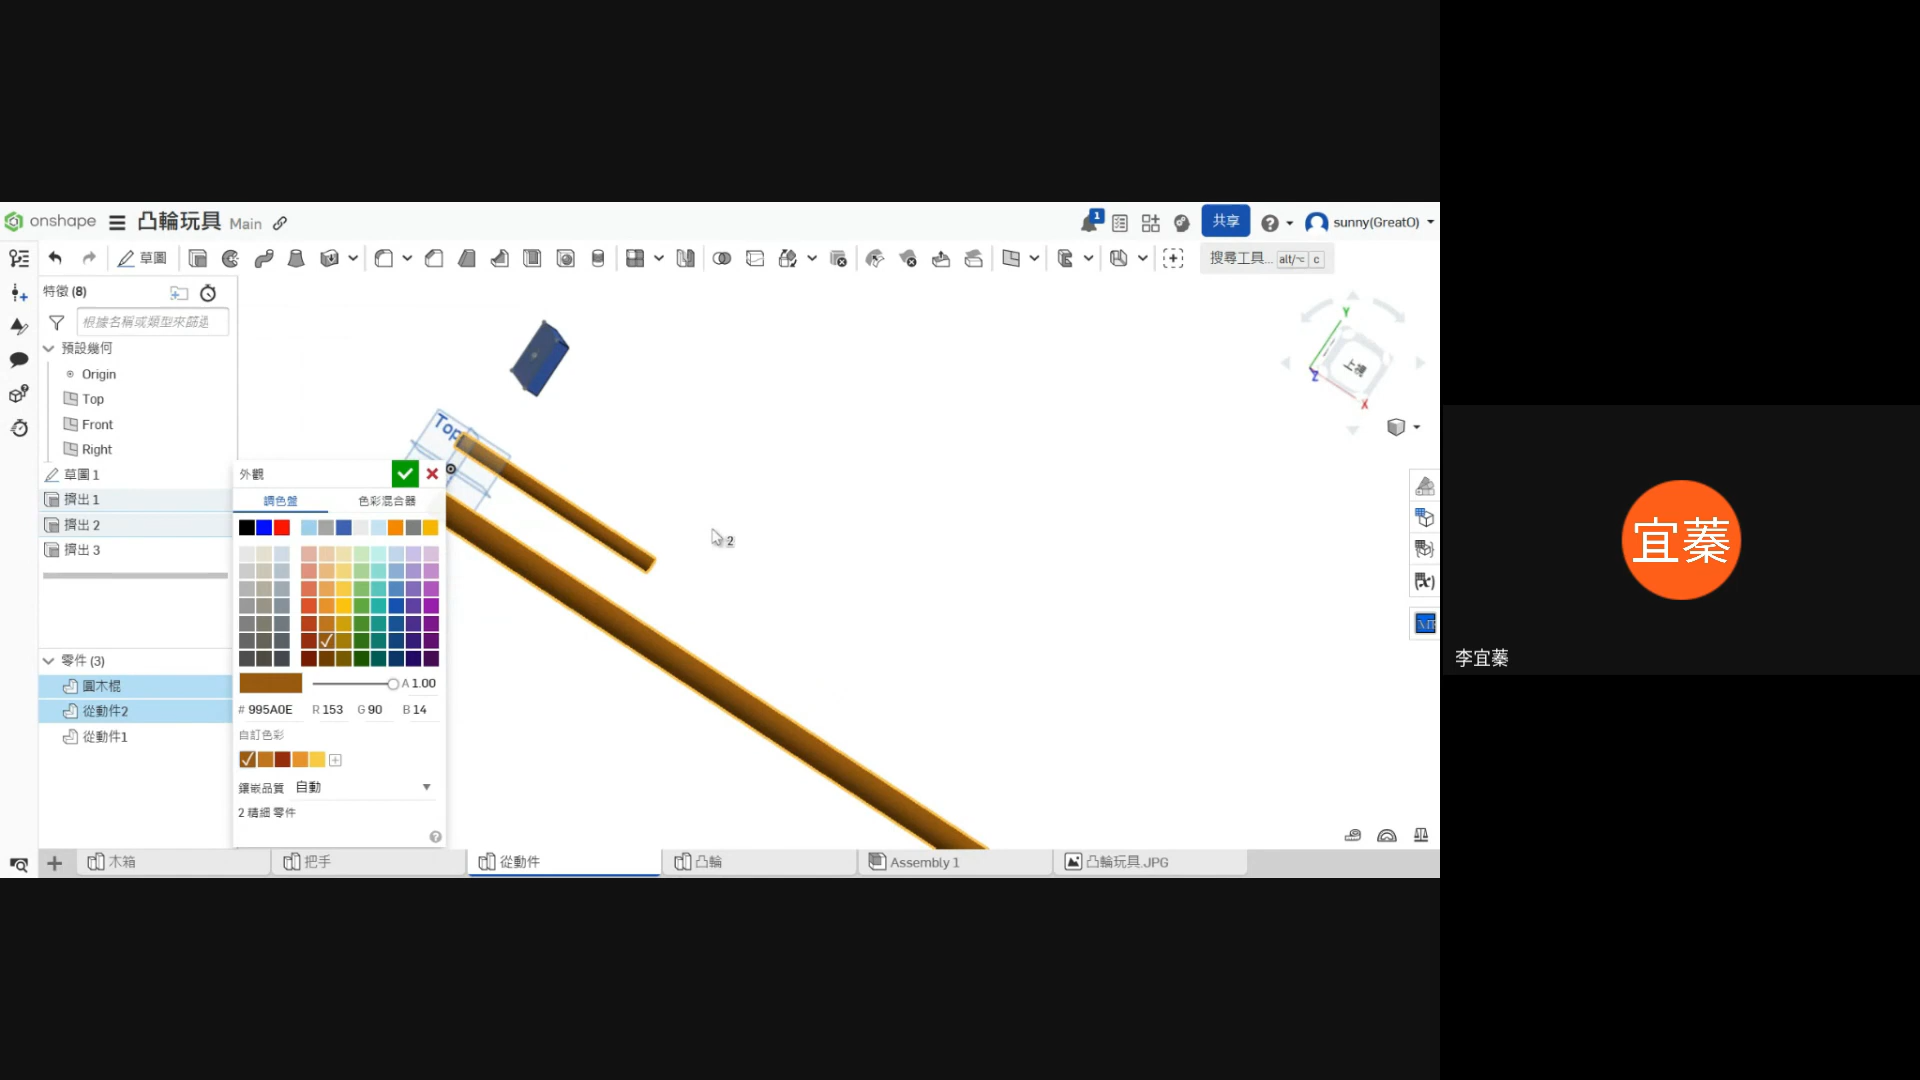 onshape 凸輪玩具 Main
1
共享
sunny(GreatO)
草圖
搜尋工具... alt/⌥ c
特徵 (8)
根據名稱或類型來篩選
預設幾何
Origin
Top
Front
Right
草圖 1
擠出 1
擠出 2
擠出 3
零件 (3)
圓木棍
從動件2
從動件1
外觀
調色盤
色彩混合器
A 1.00
# 995A0E R 153 G 90 B 14
自訂色彩
鑲嵌品質 自動
2 精細 零件
Top
2
Y
上視
Z
X
木箱
把手
從動件
凸輪
Assembly 1
凸輪玩具.JPG
宜蓁
李宜蓁